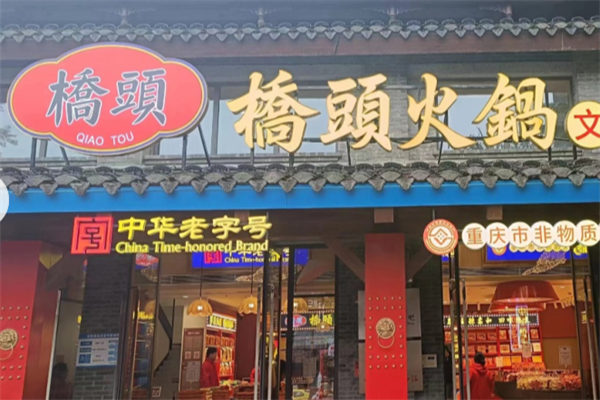 橋頭
QIAO TOU
橋頭火鍋
文
中华老字号
China Time-honored Brand
重庆市非物质